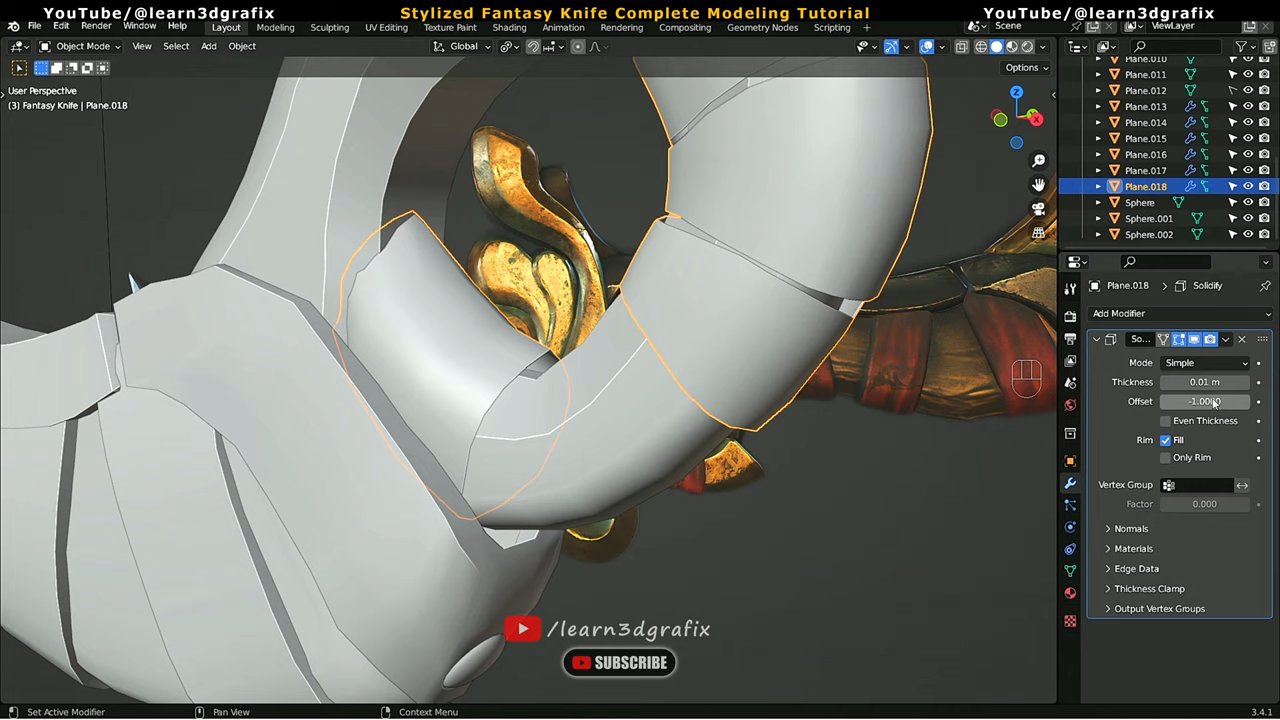 YouTube/@learn3dgrafix
Stylized Fantasy Knife Complete Modeling Tutorial
YouTube/@learn3dgrafix
File Edit Render Window Help
Layout Modeling Sculpting UV Editing Texture Paint Shading Animation Rendering Compositing Geometry Nodes Scripting +
Scene
ViewLayer
Object Mode View Select Add Object
Global
Options
User Perspective
(3) Fantasy Knife | Plane.018
Z
Plane.010
Plane.011
Plane.012
Plane.013
Plane.014
Plane.015
Plane.016
Plane.017
Plane.018
Sphere
Sphere.001
Sphere.002
Plane.018 > Solidify
Add Modifier
So...
Mode Simple
Thickness 0.01 m
Offset -1.0000
Even Thickness
Rim Fill
Only Rim
Vertex Group
Factor 0.000
Normals
Materials
Edge Data
Thickness Clamp
Output Vertex Groups
/learn3dgrafix
SUBSCRIBE
Set Active Modifier Pan View Context Menu 3.4.1